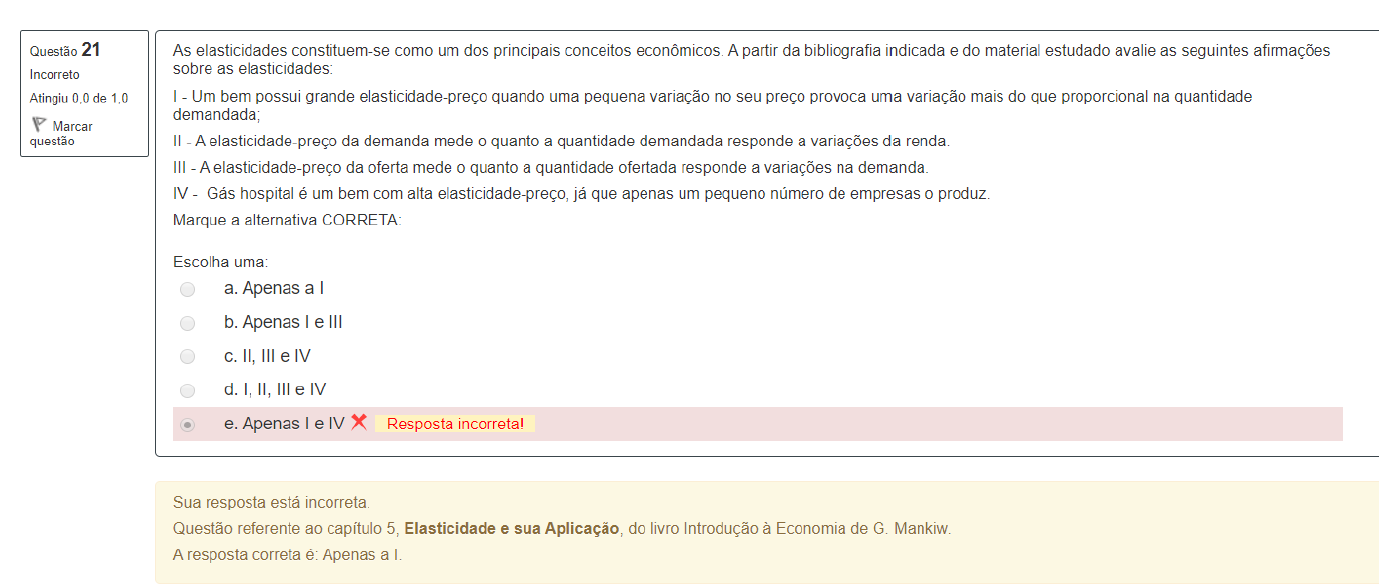 Questão 21
Incorreto
Atingiu 0,0 de 1,0
Marcar
questão
As elasticidades constituem-se como um dos principais conceitos econômicos. A partir da bibliografia indicada e do material estudado avalie as seguintes afirmações
sobre as elasticidades:
I - Um bem possui grande elasticidade-preço quando uma pequena variação no seu preço provoca uma variação mais do que proporcional na quantidade
demandada;
II - A elasticidade-preço da demanda mede o quanto a quantidade demandada responde a variações da renda.
III - A elasticidade-preço da oferta mede o quanto a quantidade ofertada responde a variações na demanda.
IV - Gás hospital é um bem com alta elasticidade-preço, já que apenas um pequeno número de empresas o produz.
Marque a alternativa CORRETA:
Escolha uma:
a. Apenas a I
b. Apenas I e III
c. II, III e IV
d. I, II, III e IV
e. Apenas I e IV Resposta incorreta!
Sua resposta está incorreta.
Questão referente ao capítulo 5, Elasticidade e sua Aplicação, do livro Introdução à Economia de G. Mankiw.
A resposta correta é: Apenas a I.